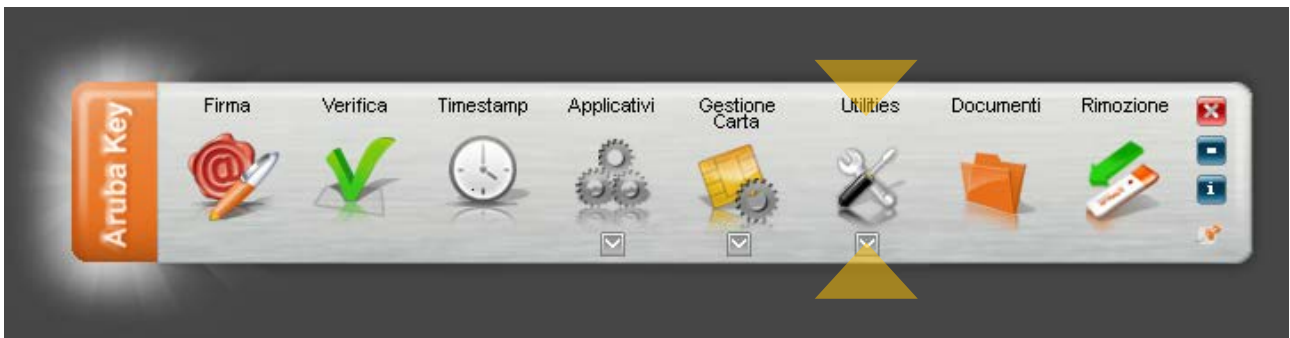 Aruba Key
Firma
Verifica
Timestamp
Applicativi
Gestione
Carta
Utilities
Documenti
Rimozione